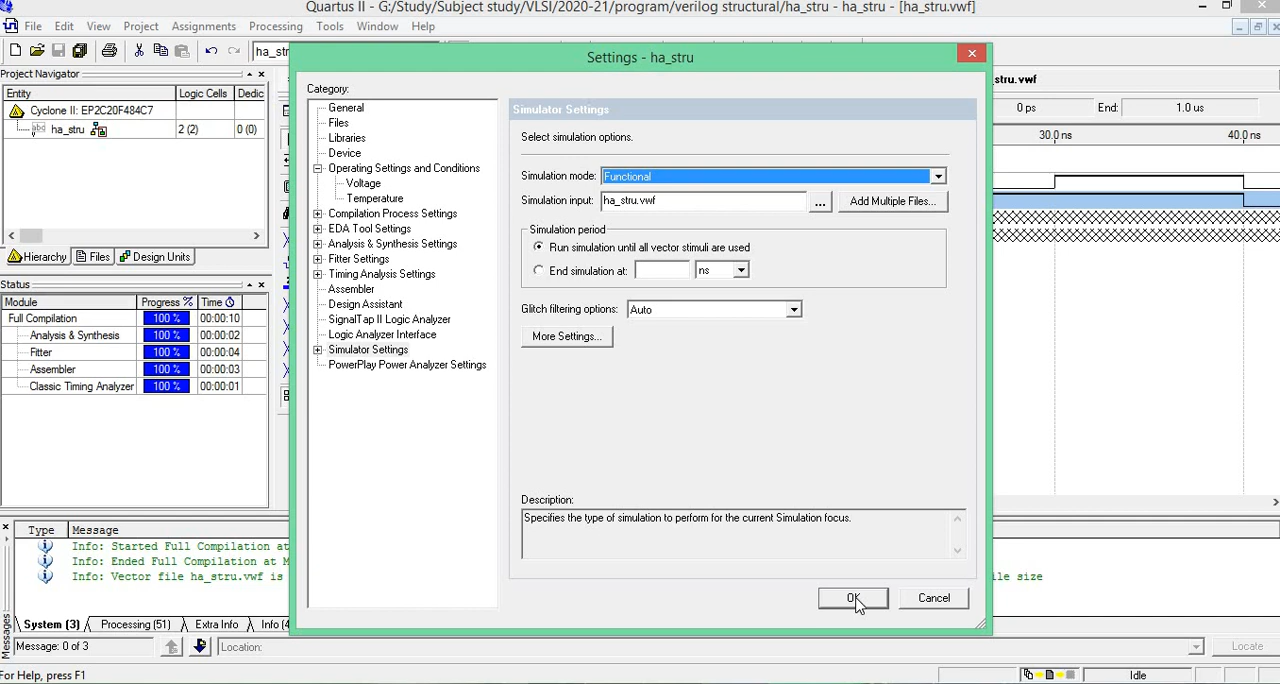 Quartus II - G:/Study/Subject study/VLSI/2020-21/program/verilog structural/ha_stru - ha_stru - [ha_stru.vwf]
File Edit View Project Assignments Processing Tools Window Help
ha_str
Settings - ha_stru
Project Navigator
Entity Logic Cells Dedic
Cyclone II: EP2C20F484C7
ha_stru 2 (2) 0 (0)
Hierarchy Files Design Units
Status
Module Progress % Time
Full Compilation 100 % 00:00:10
Analysis & Synthesis 100 % 00:00:02
Fitter 100 % 00:00:04
Assembler 100 % 00:00:03
Classic Timing Analyzer 100 % 00:00:01
Category:
General
Files
Libraries
Device
Operating Settings and Conditions
Voltage
Temperature
Compilation Process Settings
EDA Tool Settings
Analysis & Synthesis Settings
Fitter Settings
Timing Analysis Settings
Assembler
Design Assistant
SignalTap II Logic Analyzer
Logic Analyzer Interface
Simulator Settings
PowerPlay Power Analyzer Settings
Simulator Settings
Select simulation options.
Simulation mode: Functional
Simulation input: ha_stru.vwf ... Add Multiple Files...
Simulation period
Run simulation until all vector stimuli are used
End simulation at: ns
Glitch filtering options: Auto
More Settings...
Description:
Specifies the type of simulation to perform for the current Simulation focus.
OK Cancel
stru.vwf
0 ps End: 1.0 us
30.0 ns 40.0 ns
Type Message
Info: Started Full Compilation at
Info: Ended Full Compilation at M
Info: Vector file ha_stru.vwf is
le size
System (3) Processing (51) Extra Info Info (4
Messages
Message: 0 of 3 Location: Locate
For Help, press F1 Idle